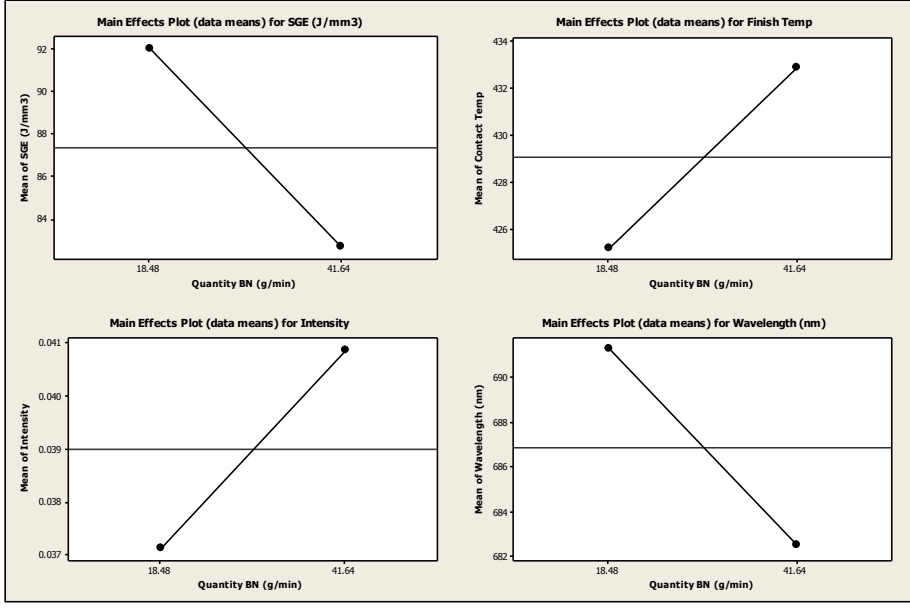 Main Effects Plot (data means) for SGE (J/mm3)
Mean of SGE (J/mm3)
92
90
88
86
84
18.48 41.64
Quantity BN (g/min)
Main Effects Plot (data means) for Finish Temp
Mean of Contact Temp
434
432
430
428
426
18.48 41.64
Quantity BN (g/min)
Main Effects Plot (data means) for Intensity
Mean of Intensity
0.041
0.040
0.039
0.038
0.037
18.48 41.64
Quantity BN (g/min)
Main Effects Plot (data means) for Wavelength (nm)
Mean of Wavelength (nm)
690
688
686
684
682
18.48 41.64
Quantity BN (g/min)